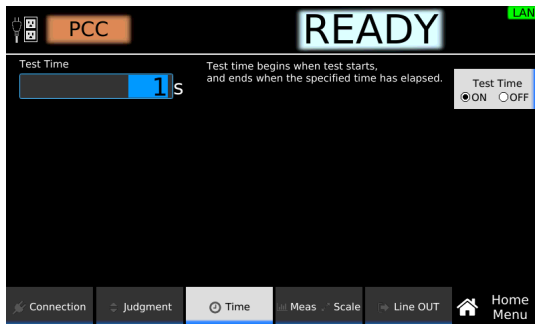 PCC
READY
LAN
Test Time
1 s
Test time begins when test starts,
and ends when the specified time has elapsed.
Test Time
ON OFF
Connection
Judgment
Time
Meas Scale
Line OUT
Home
Menu